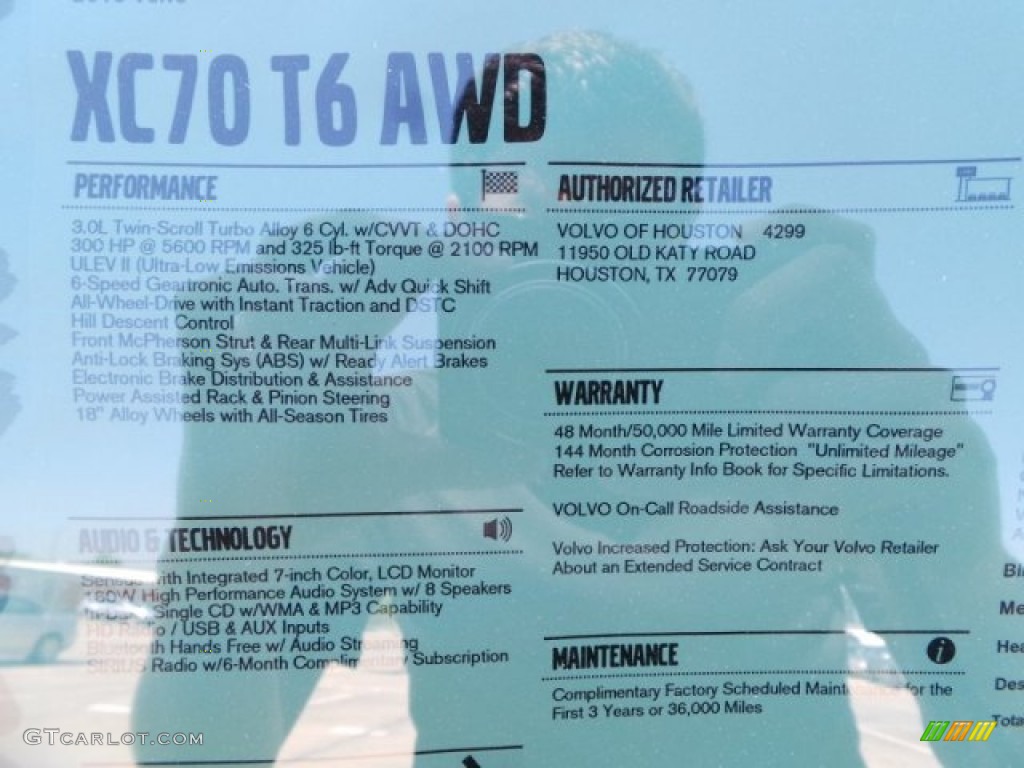 XC70 T6 AWD
PERFORMANCE
3.0L Twin-Scroll Turbo Alloy 6 Cyl. w/CVVT & DOHC
300 HP @ 5600 RPM and 325 lb-ft Torque @ 2100 RPM
ULEV II (Ultra-Low Emissions Vehicle)
6-Speed Geartronic Auto. Trans. w/ Adv Quick Shift
All-Wheel-Drive with Instant Traction and DSTC
Hill Descent Control
Front McPherson Strut & Rear Multi-Link Suspension
Anti-Lock Braking Sys (ABS) w/ Ready Alert Brakes
Electronic Brake Distribution & Assistance
Power Assisted Rack & Pinion Steering
18" Alloy Wheels with All-Season Tires
AUDIO & TECHNOLOGY
Sensus with Integrated 7-inch Color, LCD Monitor
160W High Performance Audio System w/ 8 Speakers
Single CD w/WMA & MP3 Capability
HD Radio / USB & AUX Inputs
Bluetooth Hands Free w/ Audio Streaming
SIRIUS Radio w/6-Month Complimentary Subscription
AUTHORIZED RETAILER
VOLVO OF HOUSTON 4299
11950 OLD KATY ROAD
HOUSTON, TX 77079
WARRANTY
48 Month/50,000 Mile Limited Warranty Coverage
144 Month Corrosion Protection "Unlimited Mileage"
Refer to Warranty Info Book for Specific Limitations.
VOLVO On-Call Roadside Assistance
Volvo Increased Protection: Ask Your Volvo Retailer
About an Extended Service Contract
MAINTENANCE
Complimentary Factory Scheduled Maintenance for the
First 3 Years or 36,000 Miles
Des
Tota
GTCARLOT.COM